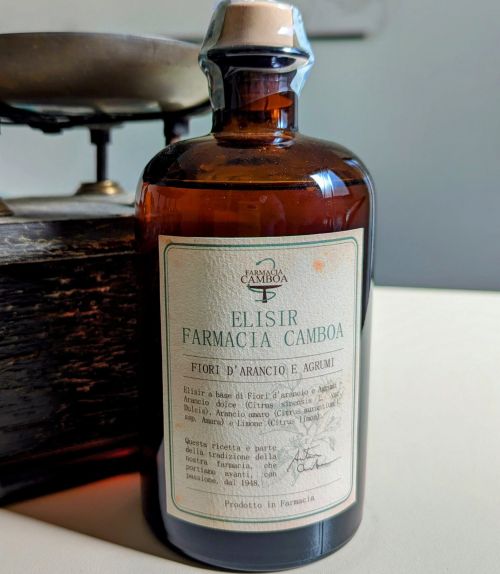 FARMACIA
CAMBOA
ELISIR
FARMACIA CAMBOA
FIORI D'ARANCIO E AGRUMI
Elisir a base di Fiori d'arancio e Agrumi -
Arancio dolce (Citrus sinensis L. var.
Dulcis), Arancio amaro (Citrus aurantium L.
ssp. Amara) e Limone (Citrus limon).
Questa ricetta è parte
della tradizione della
nostra farmacia, che
portiamo avanti, con
passione, dal 1948.
Prodotto in Farmacia